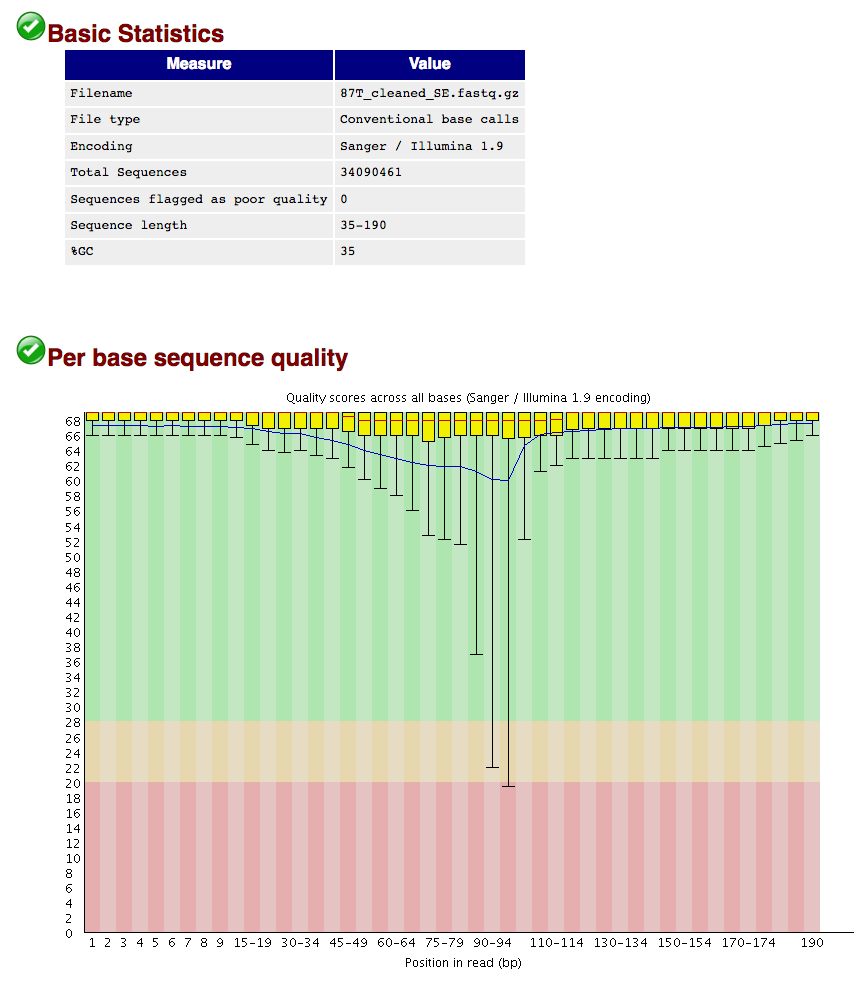 Basic Statistics
Measure Value
Filename 87T_cleaned_SE.fastq.gz
File type Conventional base calls
Encoding Sanger / Illumina 1.9
Total Sequences 34090461
Sequences flagged as poor quality 0
Sequence length 35-190
%GC 35
Per base sequence quality
Quality scores across all bases (Sanger / Illumina 1.9 encoding)
68
66
64
62
60
58
56
54
52
50
48
46
44
42
40
38
36
34
32
30
28
26
24
22
20
18
16
14
12
10
8
6
4
2
0
1 2 3 4 5 6 7 8 9 15-19 30-34 45-49 60-64 75-79 90-94 110-114 130-134 150-154 170-174 190
Position in read (bp)